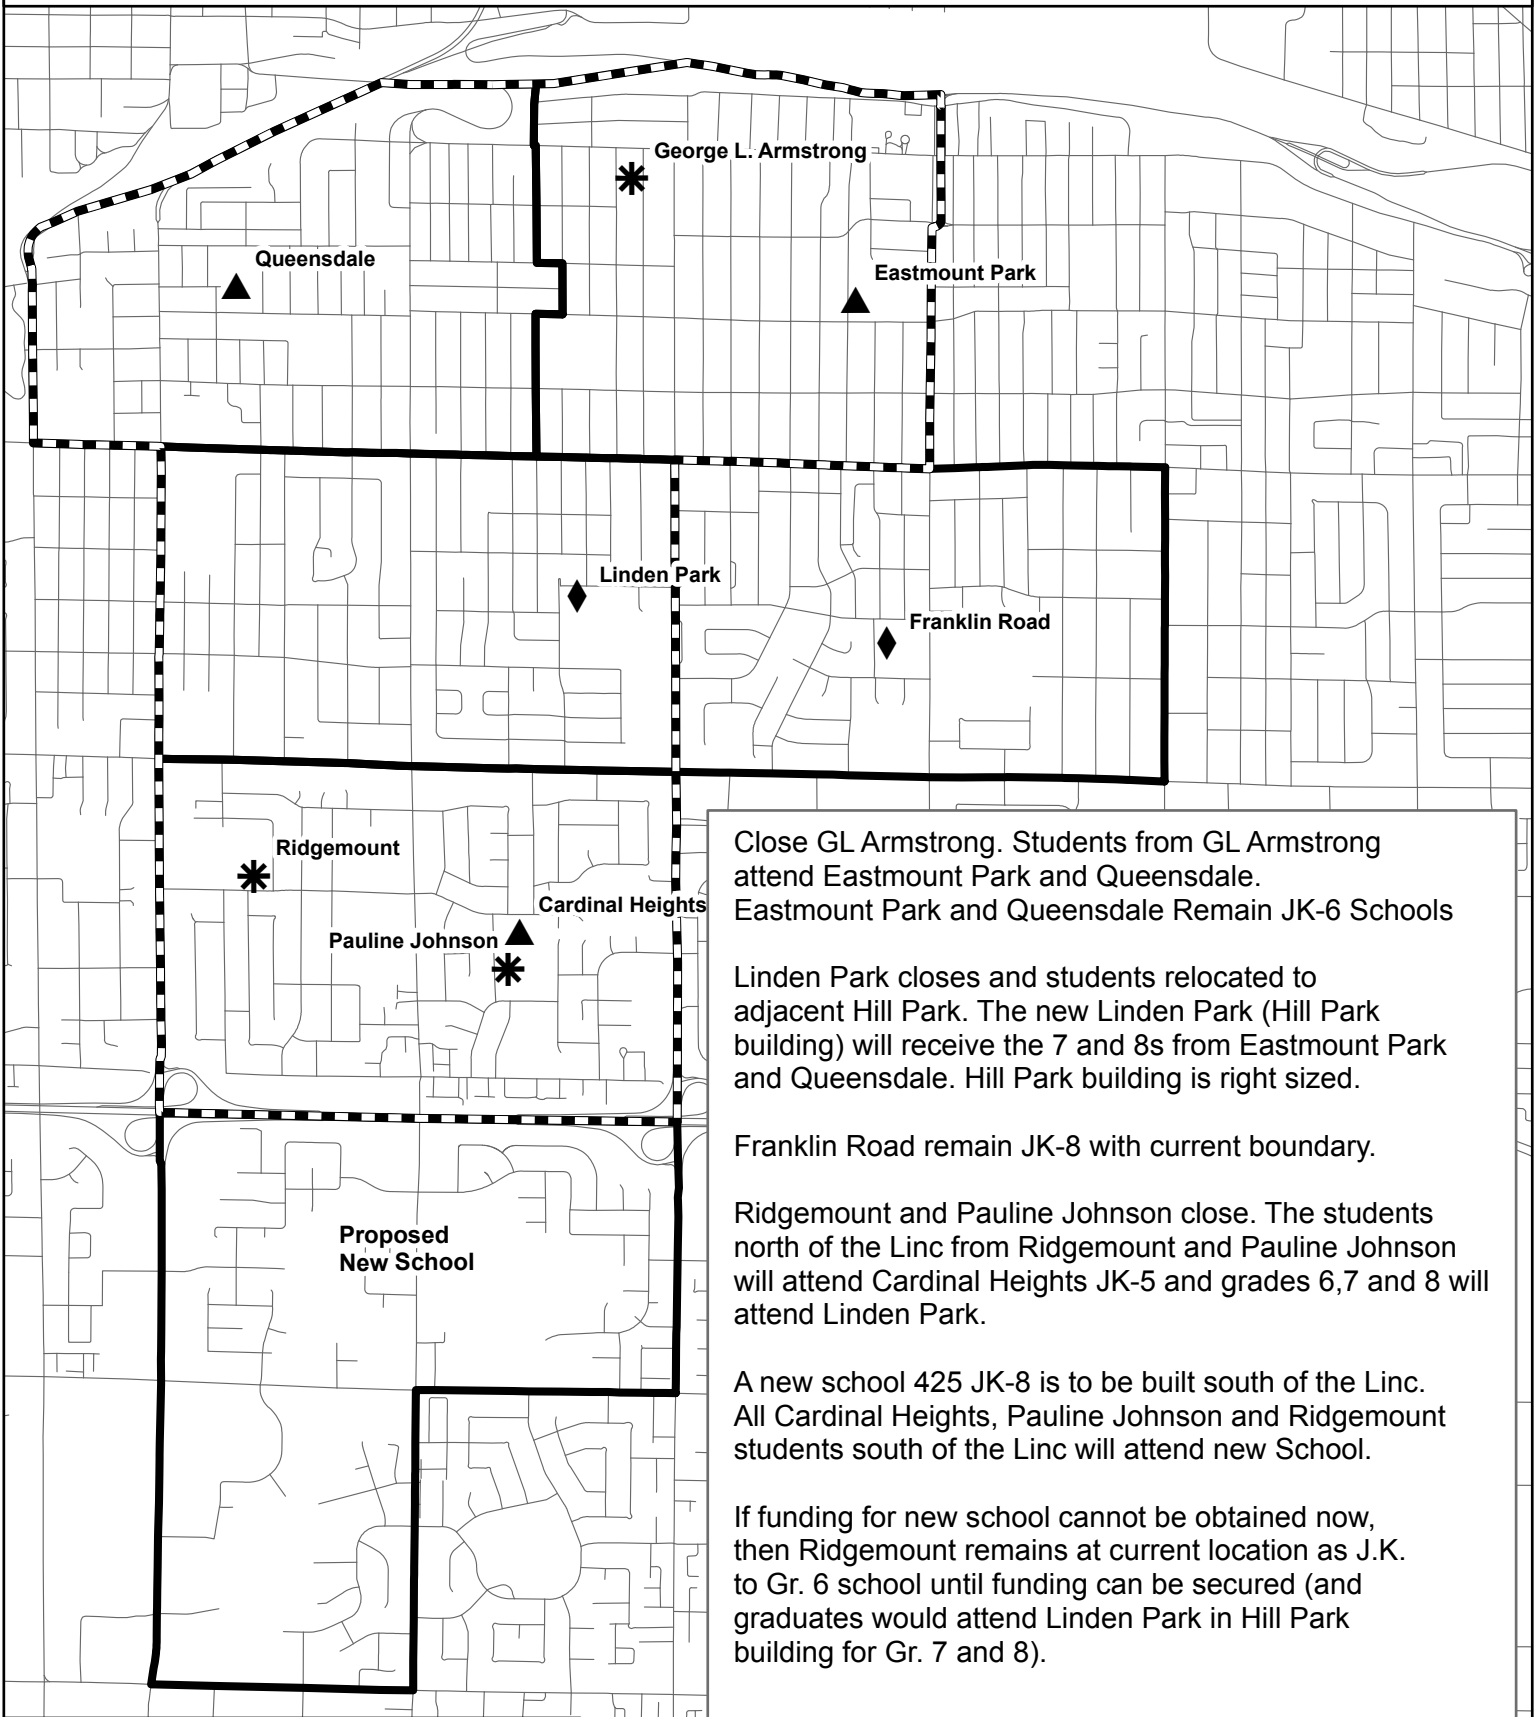 George L. Armstrong
Queensdale
Eastmount Park
Linden Park
Franklin Road
Ridgemount
Cardinal Heights
Pauline Johnson
Proposed
New School
Close GL Armstrong. Students from GL Armstrong
attend Eastmount Park and Queensdale.
Eastmount Park and Queensdale Remain JK-6 Schools
Linden Park closes and students relocated to
adjacent Hill Park. The new Linden Park (Hill Park
building) will receive the 7 and 8s from Eastmount Park
and Queensdale. Hill Park building is right sized.
Franklin Road remain JK-8 with current boundary.
Ridgemount and Pauline Johnson close. The students
north of the Linc from Ridgemount and Pauline Johnson
will attend Cardinal Heights JK-5 and grades 6,7 and 8 will
attend Linden Park.
A new school 425 JK-8 is to be built south of the Linc.
All Cardinal Heights, Pauline Johnson and Ridgemount
students south of the Linc will attend new School.
If funding for new school cannot be obtained now,
then Ridgemount remains at current location as J.K.
to Gr. 6 school until funding can be secured (and
graduates would attend Linden Park in Hill Park
building for Gr. 7 and 8).